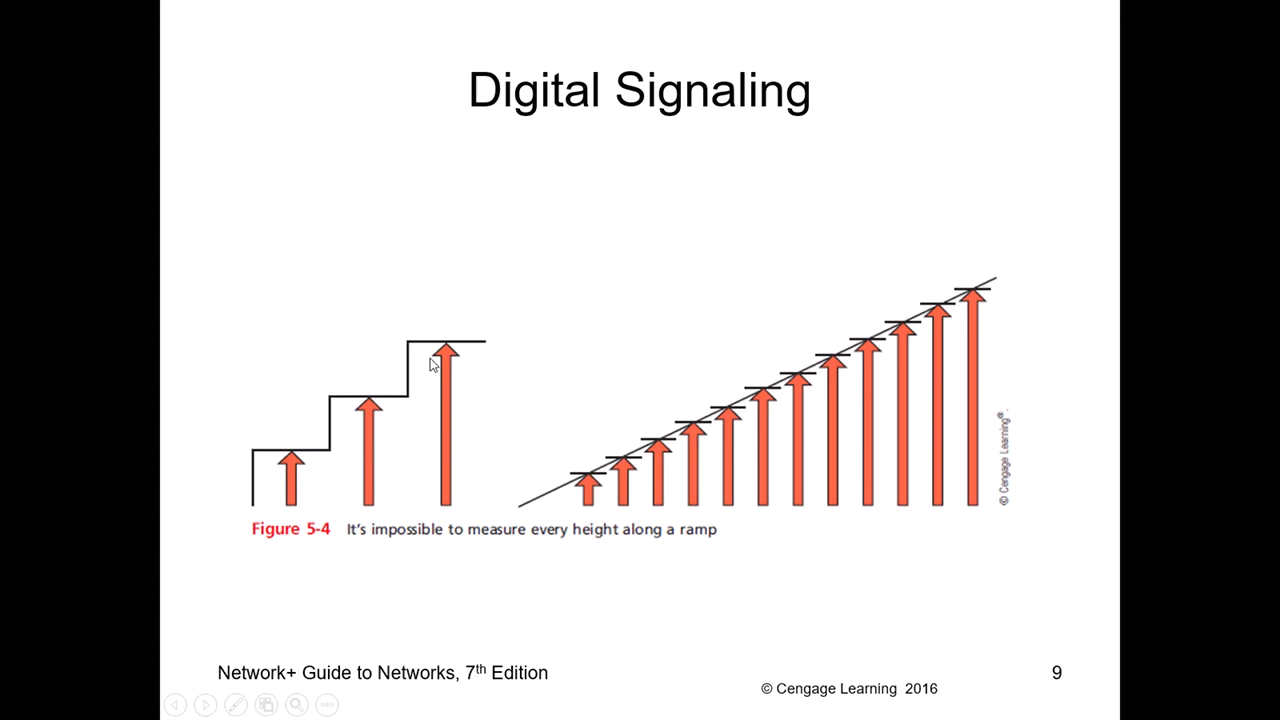 Digital Signaling
© Cengage Learning®.
Figure 5-4 It's impossible to measure every height along a ramp
Network+ Guide to Networks, 7th Edition
© Cengage Learning 2016
9